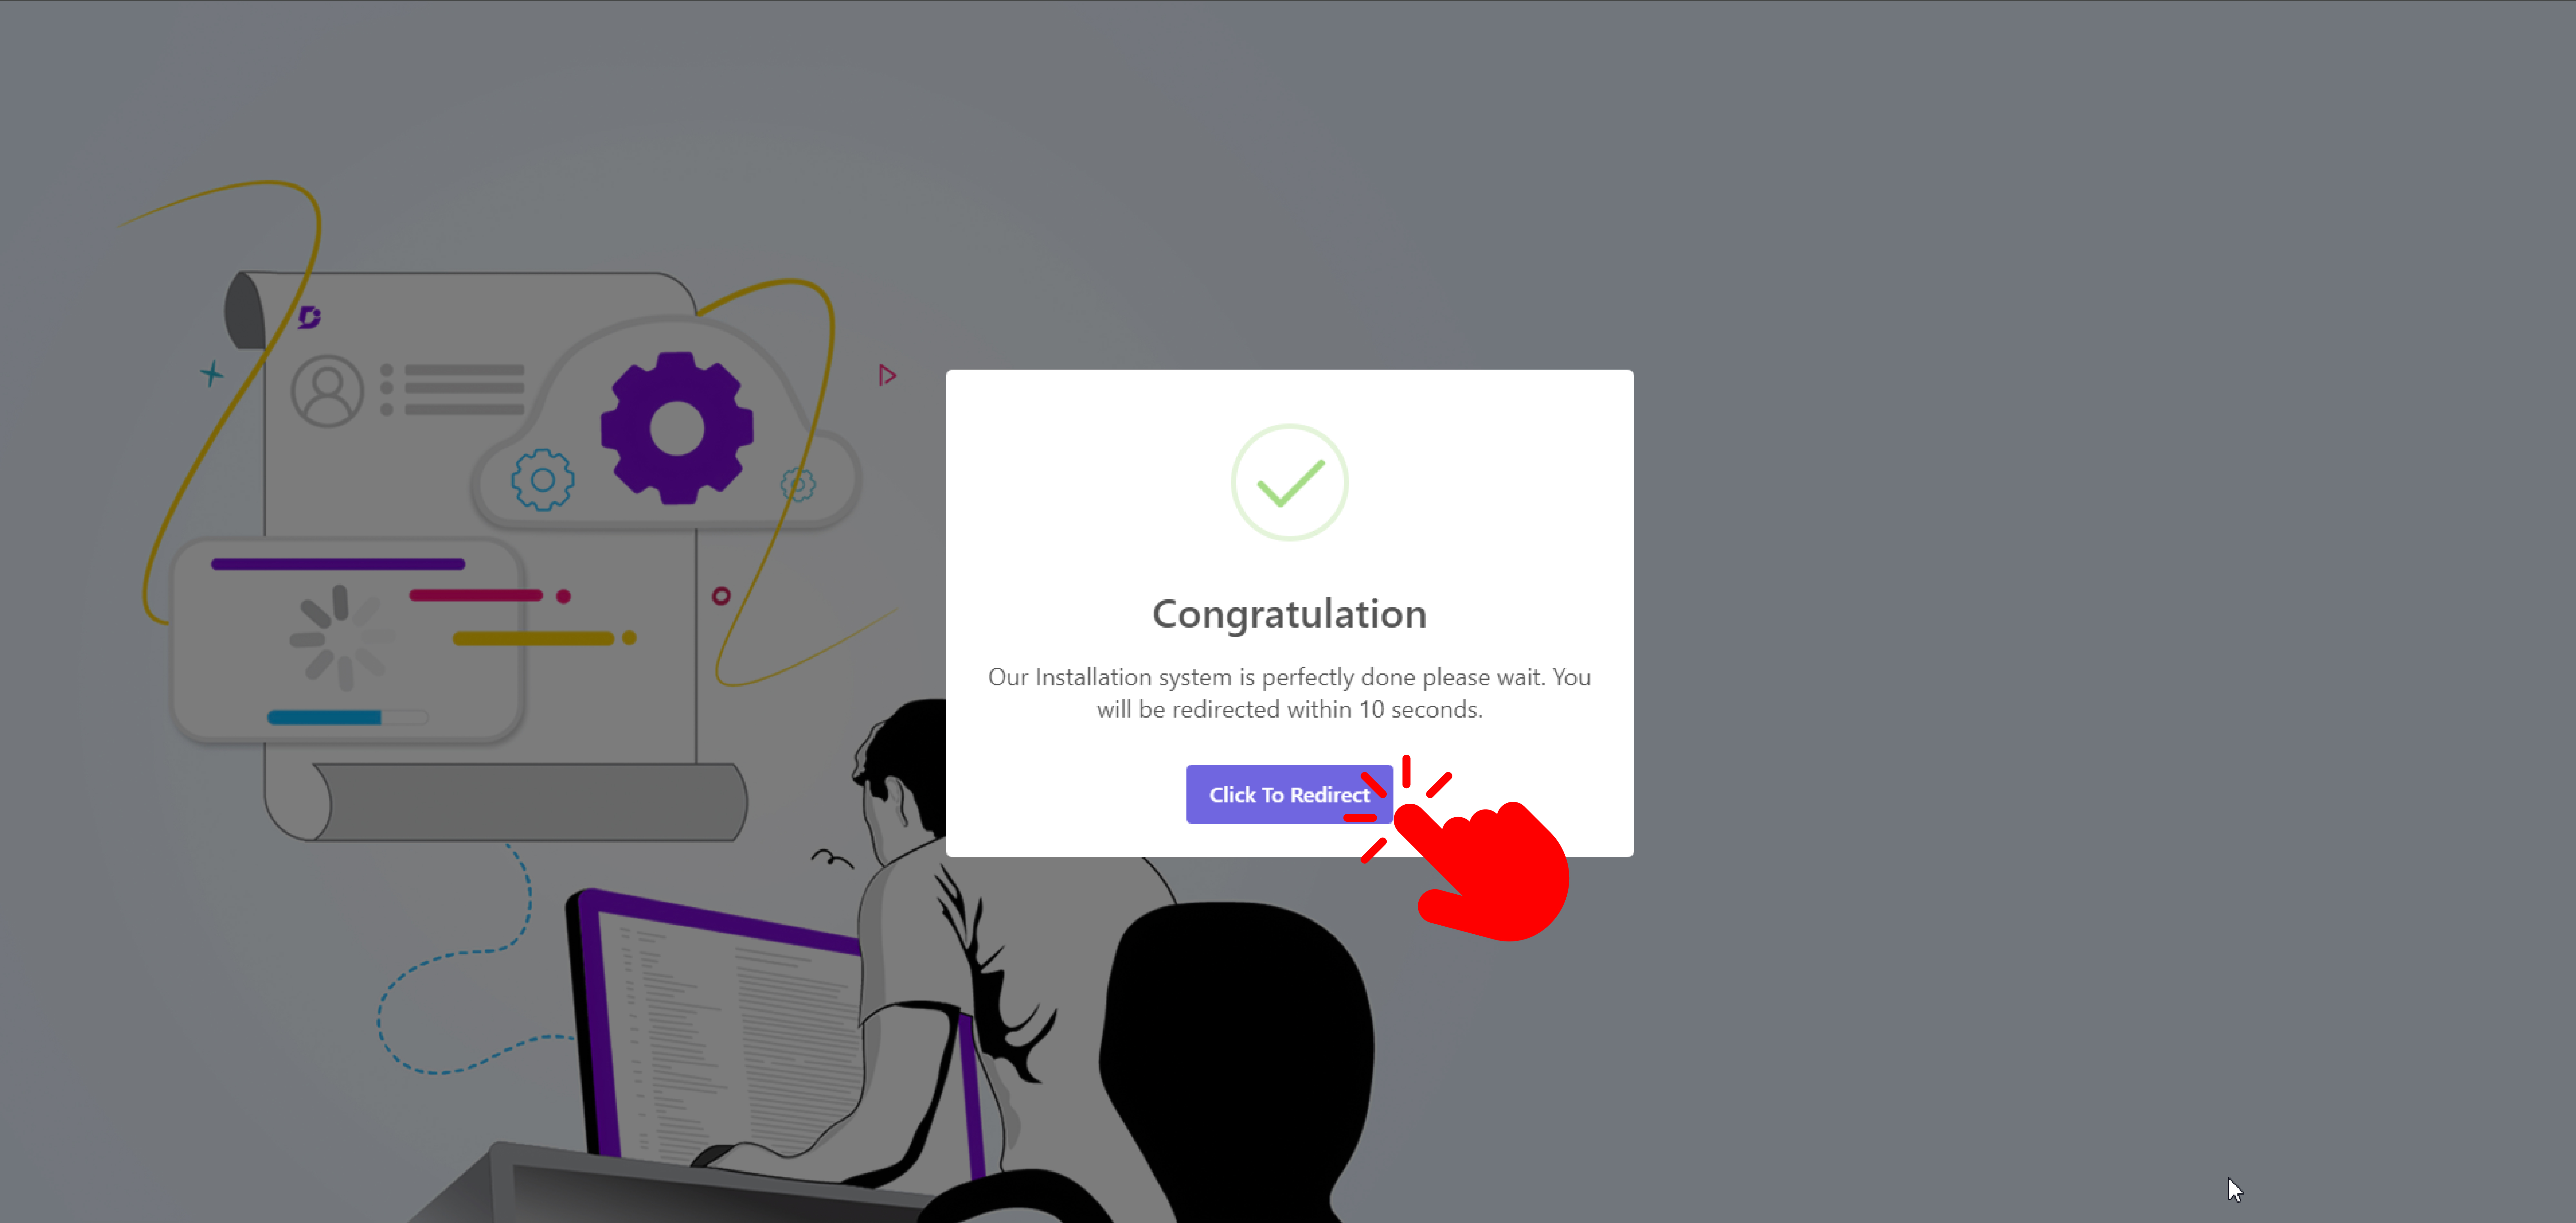 Congratulation
Our Installation system is perfectly done please wait. You
will be redirected within 10 seconds.
Click To Redirect